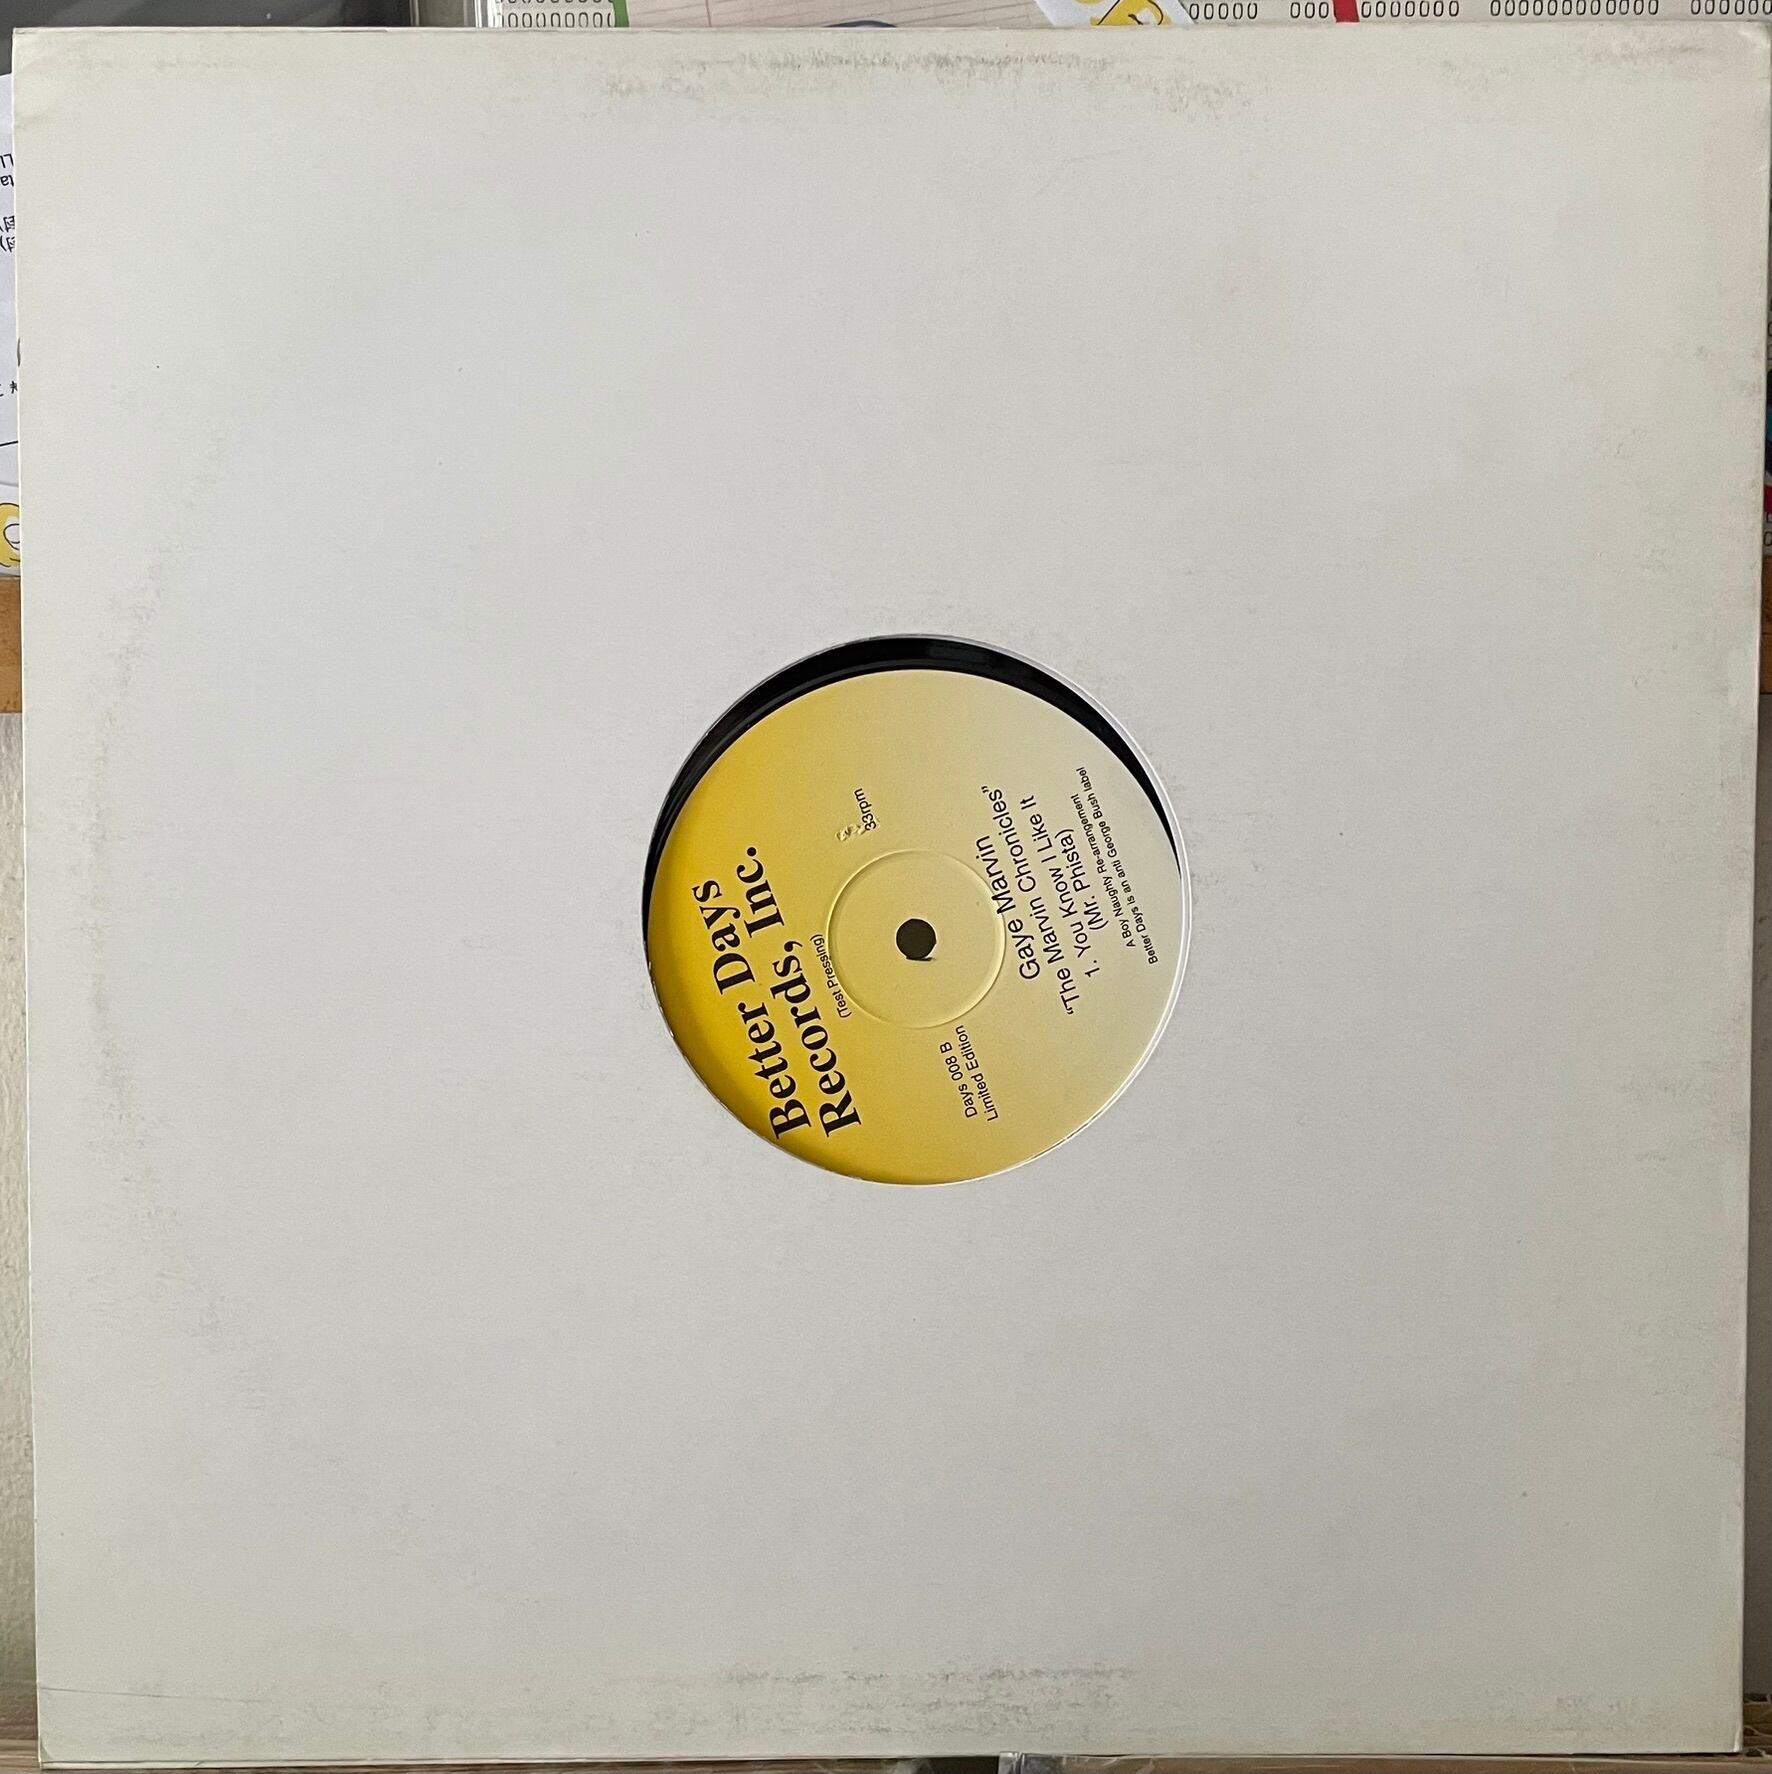 Better Days
Records, Inc.
(Test Pressing)
33rpm
Days 008 B
Limited Edition
Gaye Marvin
"The Marvin Chronicles"
1. You Know I Like It
(Mr. Phista)
A Boy Naughty Re-arrangement
Better Days is an anti George Bush label